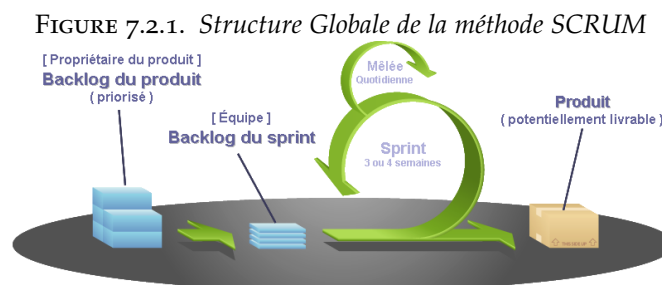 FIGURE 7.2.1. Structure Globale de la méthode SCRUM
[ Propriétaire du produit ]
Backlog du produit
( priorisé )
[ Équipe ]
Backlog du sprint
Mêlée
Quotidienne
Sprint
3 ou 4 semaines
Produit
( potentiellement livrable )